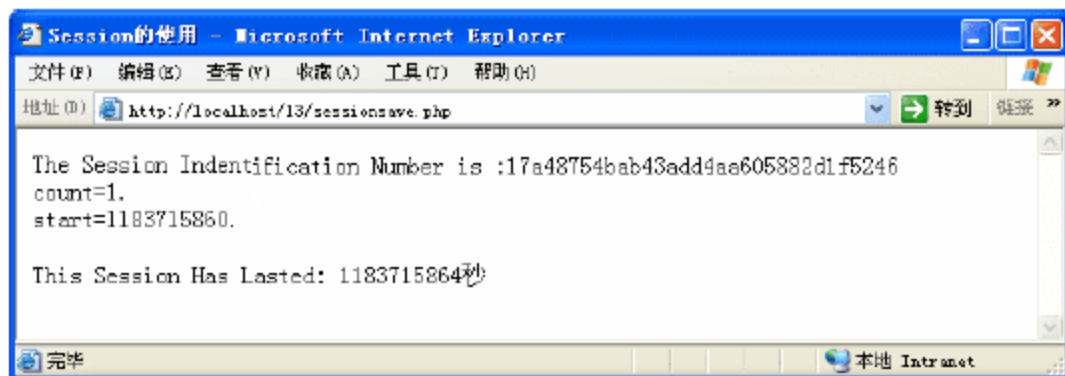 Session的使用 - Microsoft Internet Explorer
文件(F) 编辑(E) 查看(V) 收藏(A) 工具(T) 帮助(H)
地址(D) http://localhost/13/sessionsave.php 转到 链接 »
The Session Indentification Number is :17a48754bab43add4aa605882d1f5246
count=1.
start=1183715860.
This Session Has Lasted: 1183715864秒
完毕 本地 Intranet